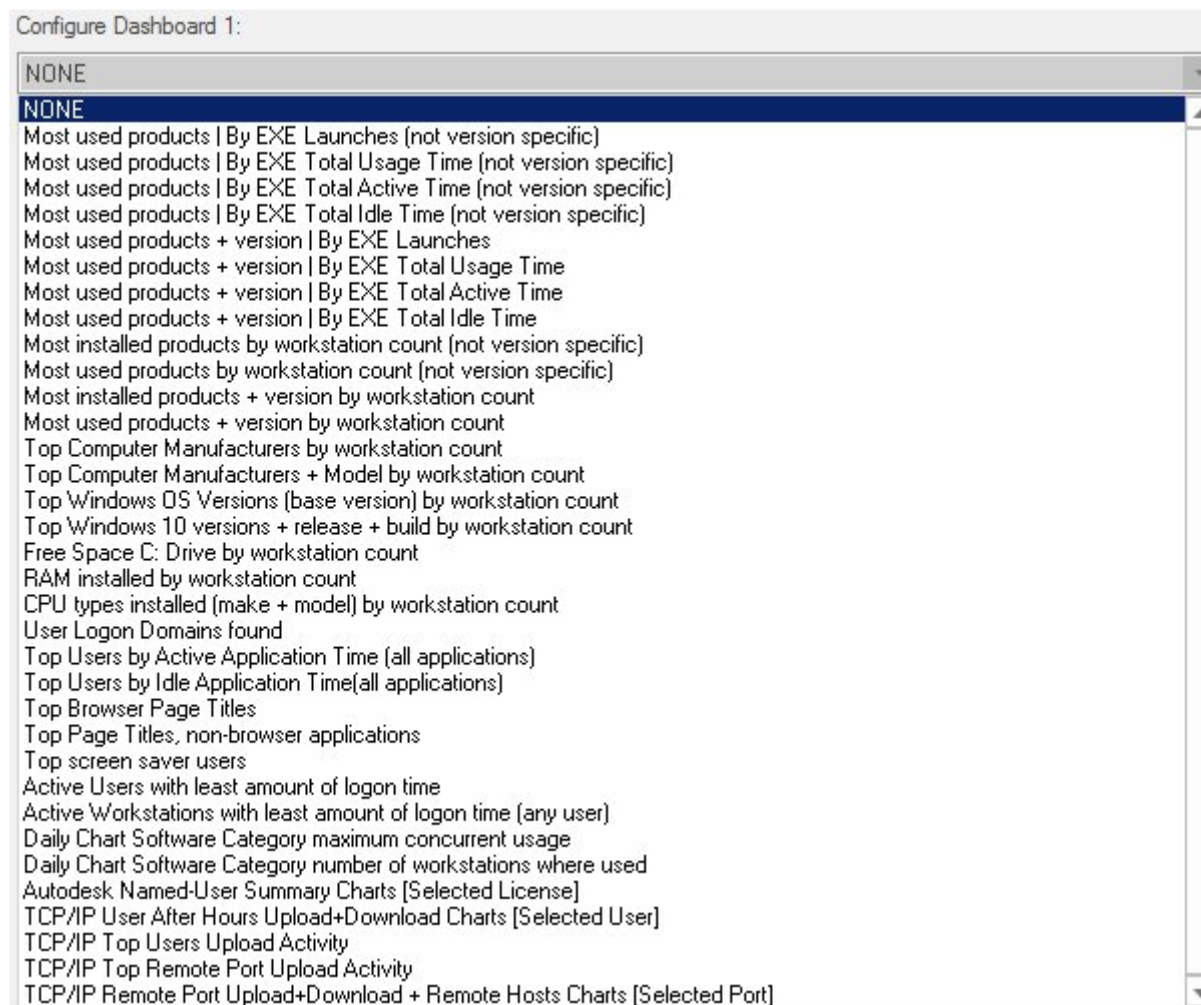 Configure Dashboard 1:
NONE
NONE
Most used products | By EXE Launches (not version specific)
Most used products | By EXE Total Usage Time (not version specific)
Most used products | By EXE Total Active Time (not version specific)
Most used products | By EXE Total Idle Time (not version specific)
Most used products + version | By EXE Launches
Most used products + version | By EXE Total Usage Time
Most used products + version | By EXE Total Active Time
Most used products + version | By EXE Total Idle Time
Most installed products by workstation count (not version specific)
Most used products by workstation count (not version specific)
Most installed products + version by workstation count
Most used products + version by workstation count
Top Computer Manufacturers by workstation count
Top Computer Manufacturers + Model by workstation count
Top Windows OS Versions (base version) by workstation count
Top Windows 10 versions + release + build by workstation count
Free Space C: Drive by workstation count
RAM installed by workstation count
CPU types installed (make + model) by workstation count
User Logon Domains found
Top Users by Active Application Time (all applications)
Top Users by Idle Application Time(all applications)
Top Browser Page Titles
Top Page Titles, non-browser applications
Top screen saver users
Active Users with least amount of logon time
Active Workstations with least amount of logon time (any user)
Daily Chart Software Category maximum concurrent usage
Daily Chart Software Category number of workstations where used
Autodesk Named-User Summary Charts [Selected License]
TCP/IP User After Hours Upload+Download Charts [Selected User]
TCP/IP Top Users Upload Activity
TCP/IP Top Remote Port Upload Activity
TCP/IP Remote Port Upload+Download + Remote Hosts Charts [Selected Port]